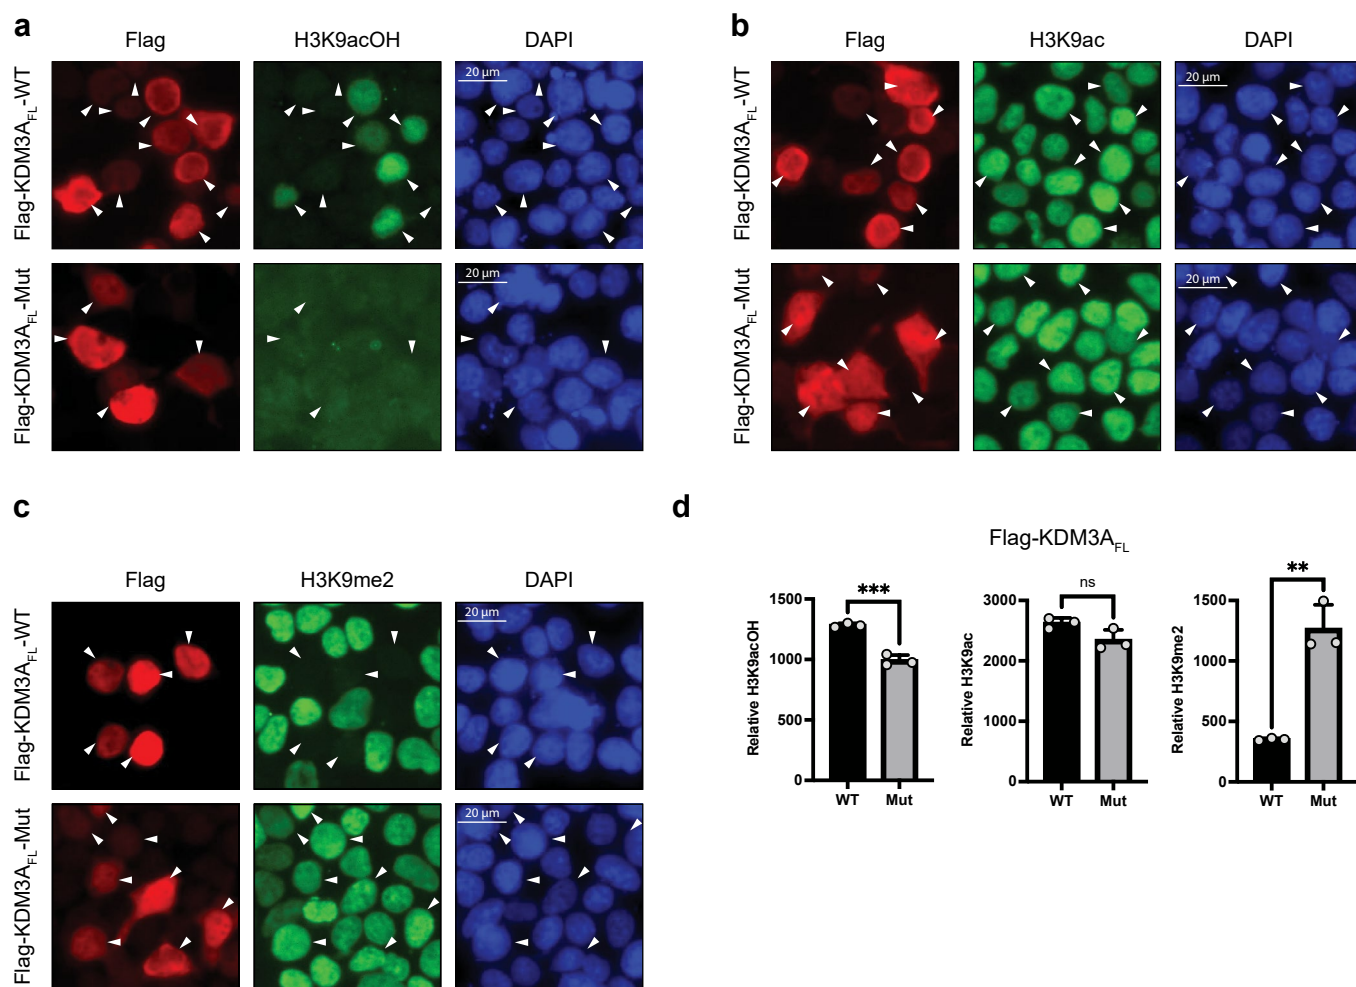 a
Flag
H3K9acOH
DAPI
Flag-KDM3AFL-WT
20 µm
Flag-KDM3AFL-Mut
20 µm
b
Flag
H3K9ac
DAPI
Flag-KDM3AFL-WT
20 µm
Flag-KDM3AFL-Mut
20 µm
c
Flag
H3K9me2
DAPI
Flag-KDM3AFL-WT
20 µm
Flag-KDM3AFL-Mut
20 µm
d
Flag-KDM3AFL
Relative H3K9acOH
1500
1000
500
0
***
WT Mut
Relative H3K9ac
3000
2000
1000
0
ns
WT Mut
Relative H3K9me2
1500
1000
500
0
**
WT Mut